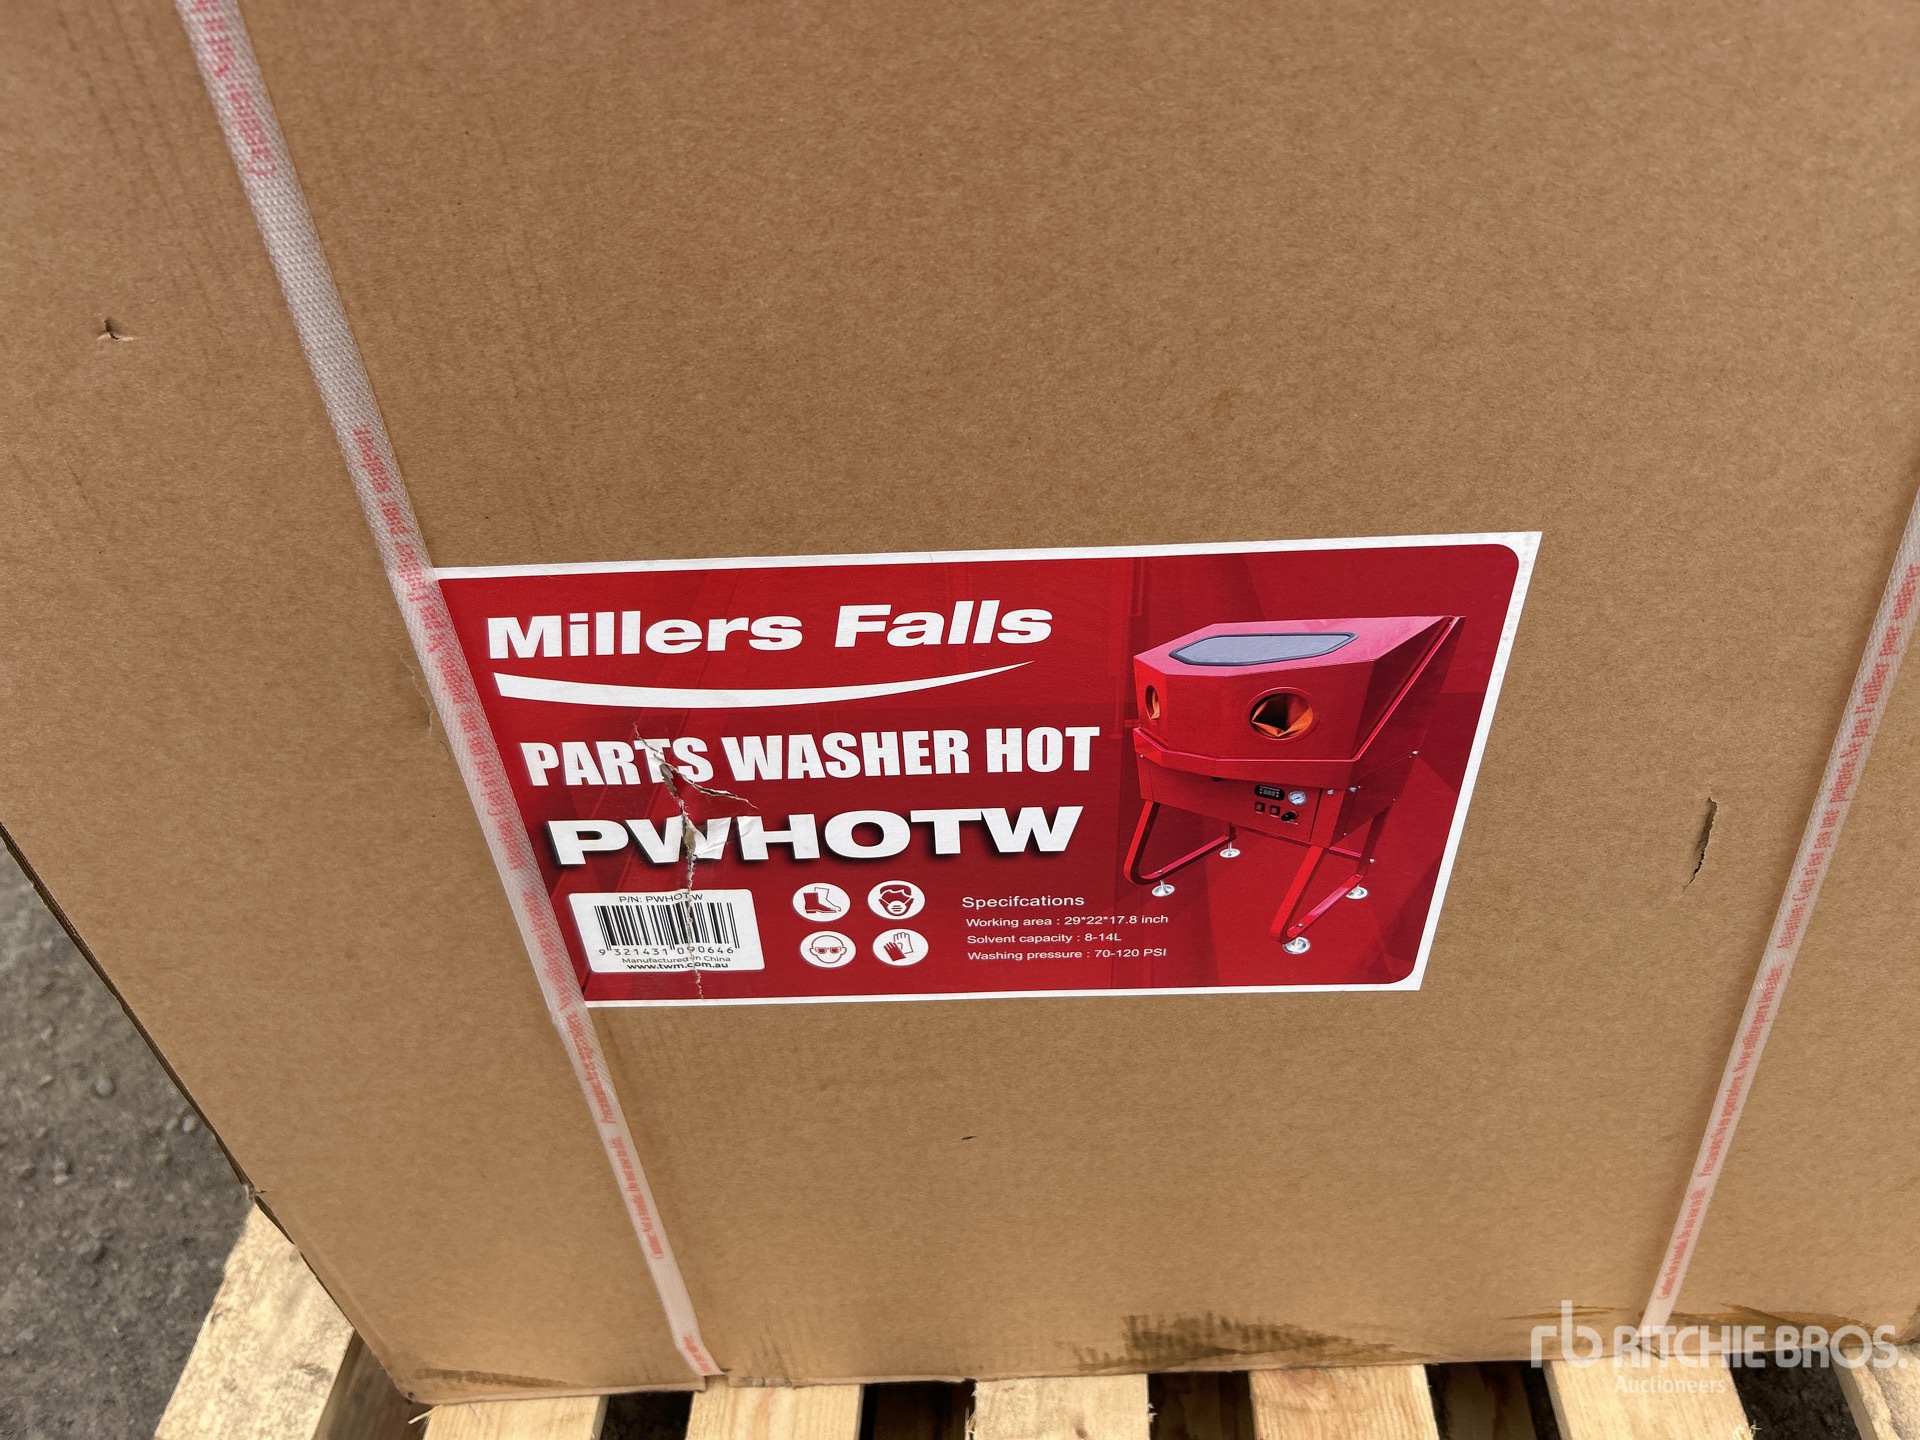 Millers Falls
PARTS WASHER HOT
PWHOTW
P/N: PWHOTW
9 321431 090646
Manufactured in China
www.twm.com.au
Specifcations
Working area : 29*22*17.8 inch
Solvent capacity : 8-14L
Washing pressure : 70-120 PSI
rb RITCHIE BROS.
Auctioneers